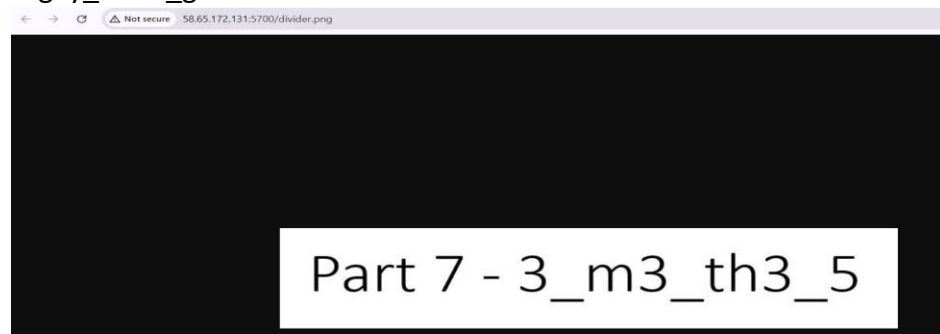 Not secure 58.65.172.131:5700/divider.png
Part 7 - 3_m3_th3_5